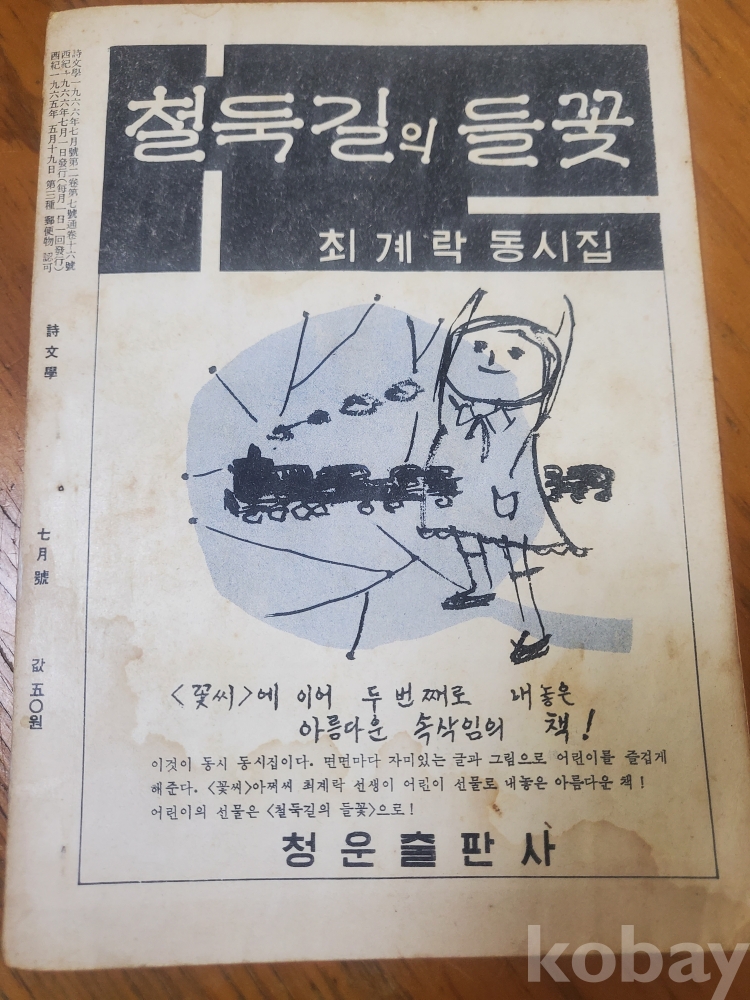 철둑길의 들꽃
최계락 동시집
<꽃씨>에 이어 두번째로 내놓은
아름다운 속삭임의 책!
이것이 동시 동시집이다. 면면마다 자미있는 글과 그림으로 어린이를 즐겁게
해준다. <꽃씨>아쩌씨 최계락 선생이 어린이 선물로 내놓은 아름다운 책!
어린이의 선물은 <철둑길의 들꽃>으로!
청운출판사
詩文學一九六六年七月號第二卷第七號通卷十六號
西紀一九六六年七月一日發行(每月一日一回發行)
西紀一九六五年五月十九日 第三種 郵便物 認可
詩文學
七月號
값 五〇원
kobay